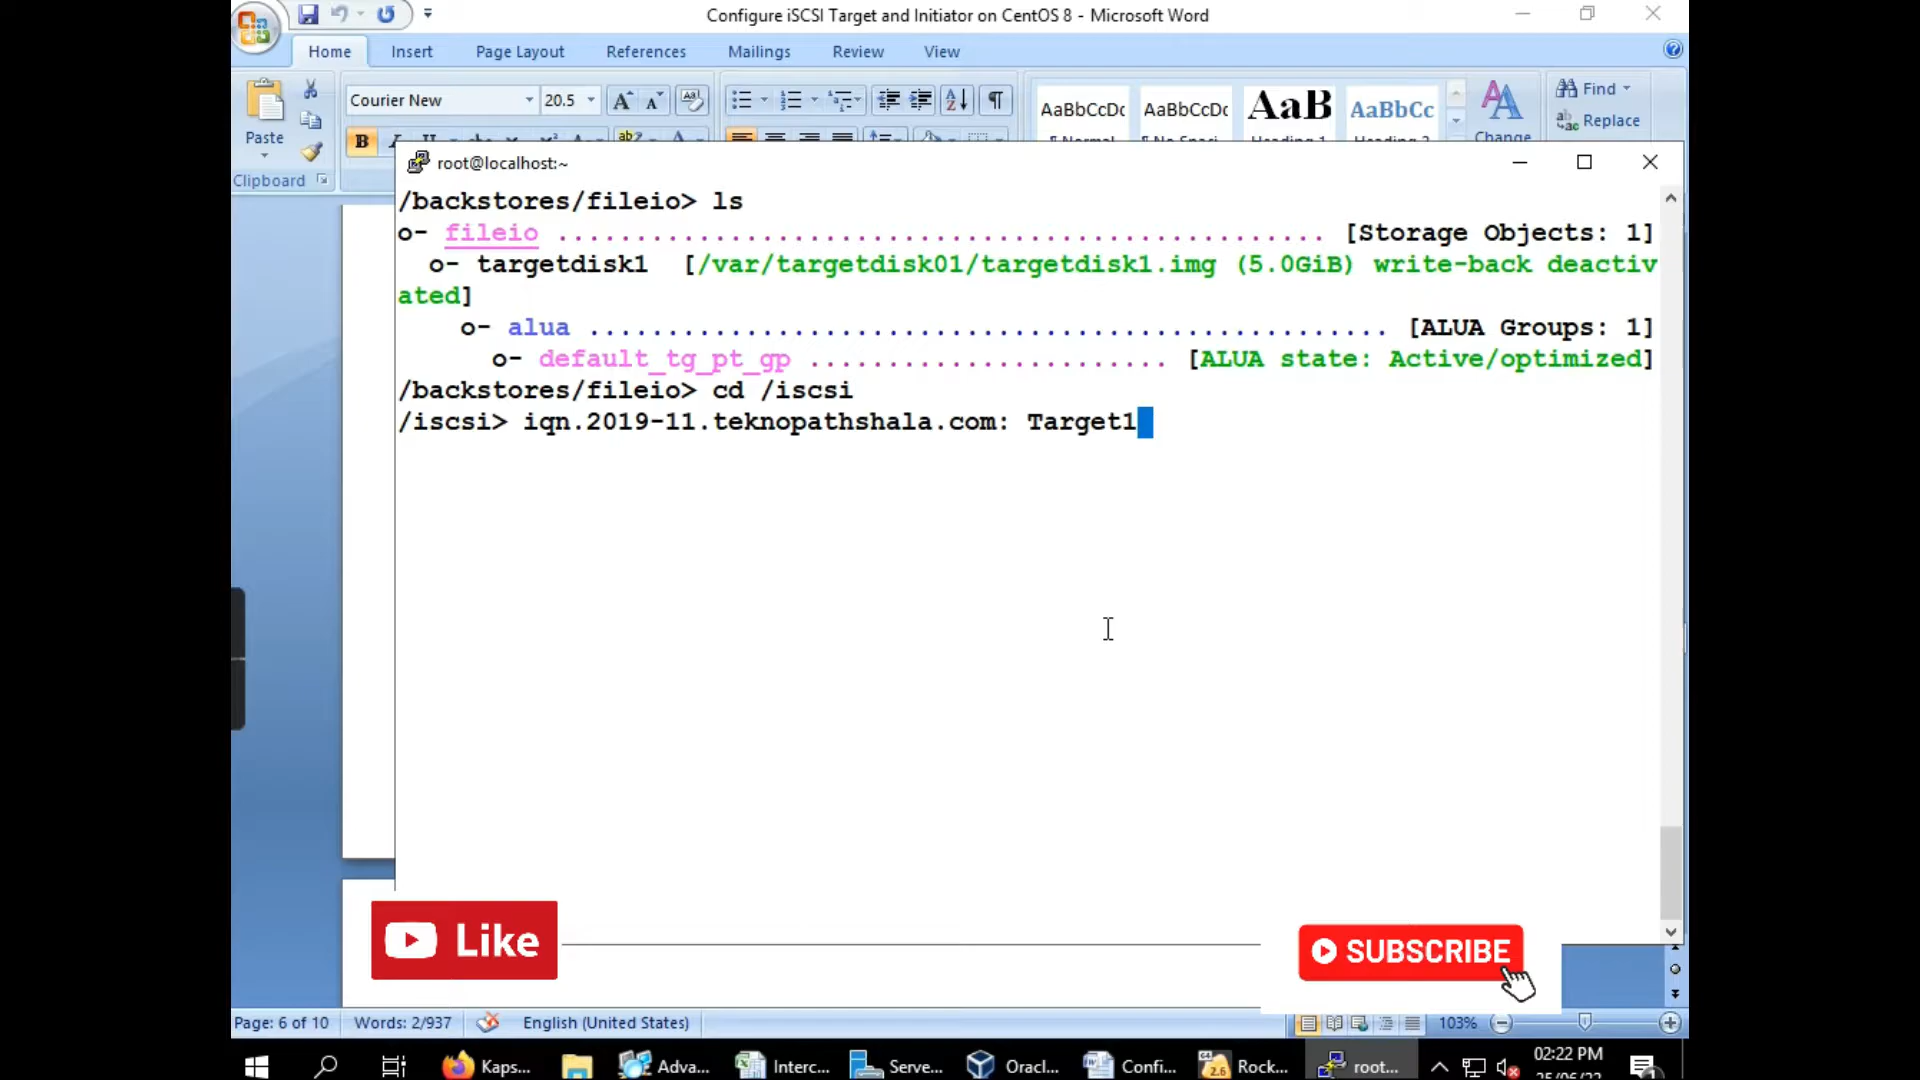 Configure iSCSI Target and Initiator on CentOS 8 - Microsoft Word
Home Insert Page Layout References Mailings Review View
Courier New 20.5 AaBbCcDc AaBbCcDc AaB AaBbCc Find
Paste Change Replace
Clipboard
root@localhost:~
/backstores/fileio> ls
o- fileio ................................................ [Storage Objects: 1]
o- targetdisk1 [/var/targetdisk01/targetdisk1.img (5.0GiB) write-back deactiv
ated]
o- alua ................................................... [ALUA Groups: 1]
o- default_tg_pt_gp ....................... [ALUA state: Active/optimized]
/backstores/fileio> cd /iscsi
/iscsi> iqn.2019-11.teknopathshala.com: Target1
Like
SUBSCRIBE
Page: 6 of 10 Words: 2/937 English (United States) 103%
Kaps... Adva... Interc... Serve... Oracl... Confi... Rock... root... 02:22 PM